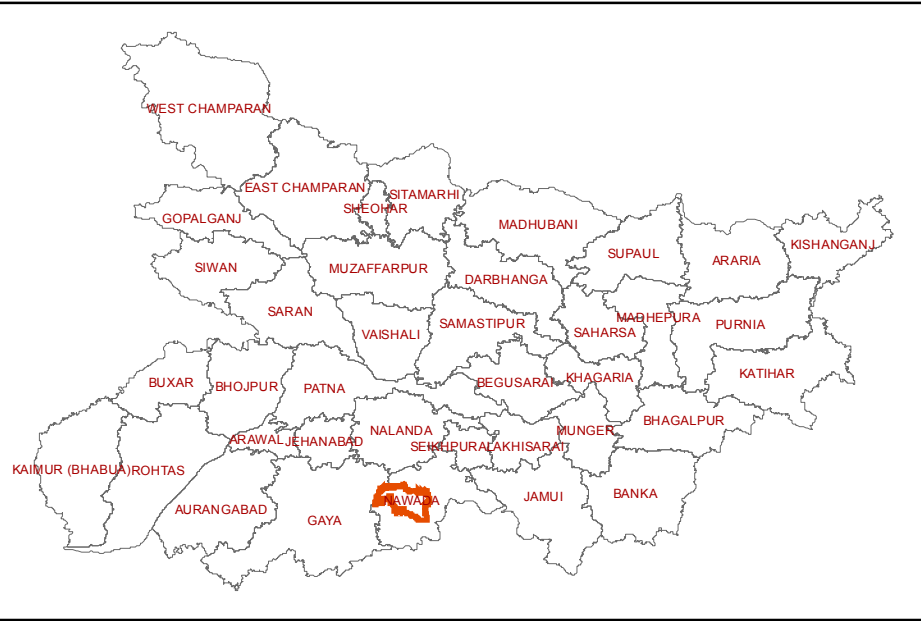 WEST CHAMPARAN
EAST CHAMPARAN
SITAMARHI
SHEOHAR
GOPALGANJ
MADHUBANI
KISHANGANJ
SUPAUL
ARARIA
SIWAN
MUZAFFARPUR
DARBHANGA
SARAN
MADHEPURA
SAMASTIPUR
PURNIA
VAISHALI
SAHARSA
KATIHAR
BUXAR
BHOJPUR
PATNA
BEGUSARAI
KHAGARIA
BHAGALPUR
NALANDA
MUNGER
ARAWAL
JEHANABAD
SEIKHPURA
LAKHISARAI
KAIMUR (BHABUA)
ROHTAS
JAMUI
BANKA
NAWADA
AURANGABAD
GAYA